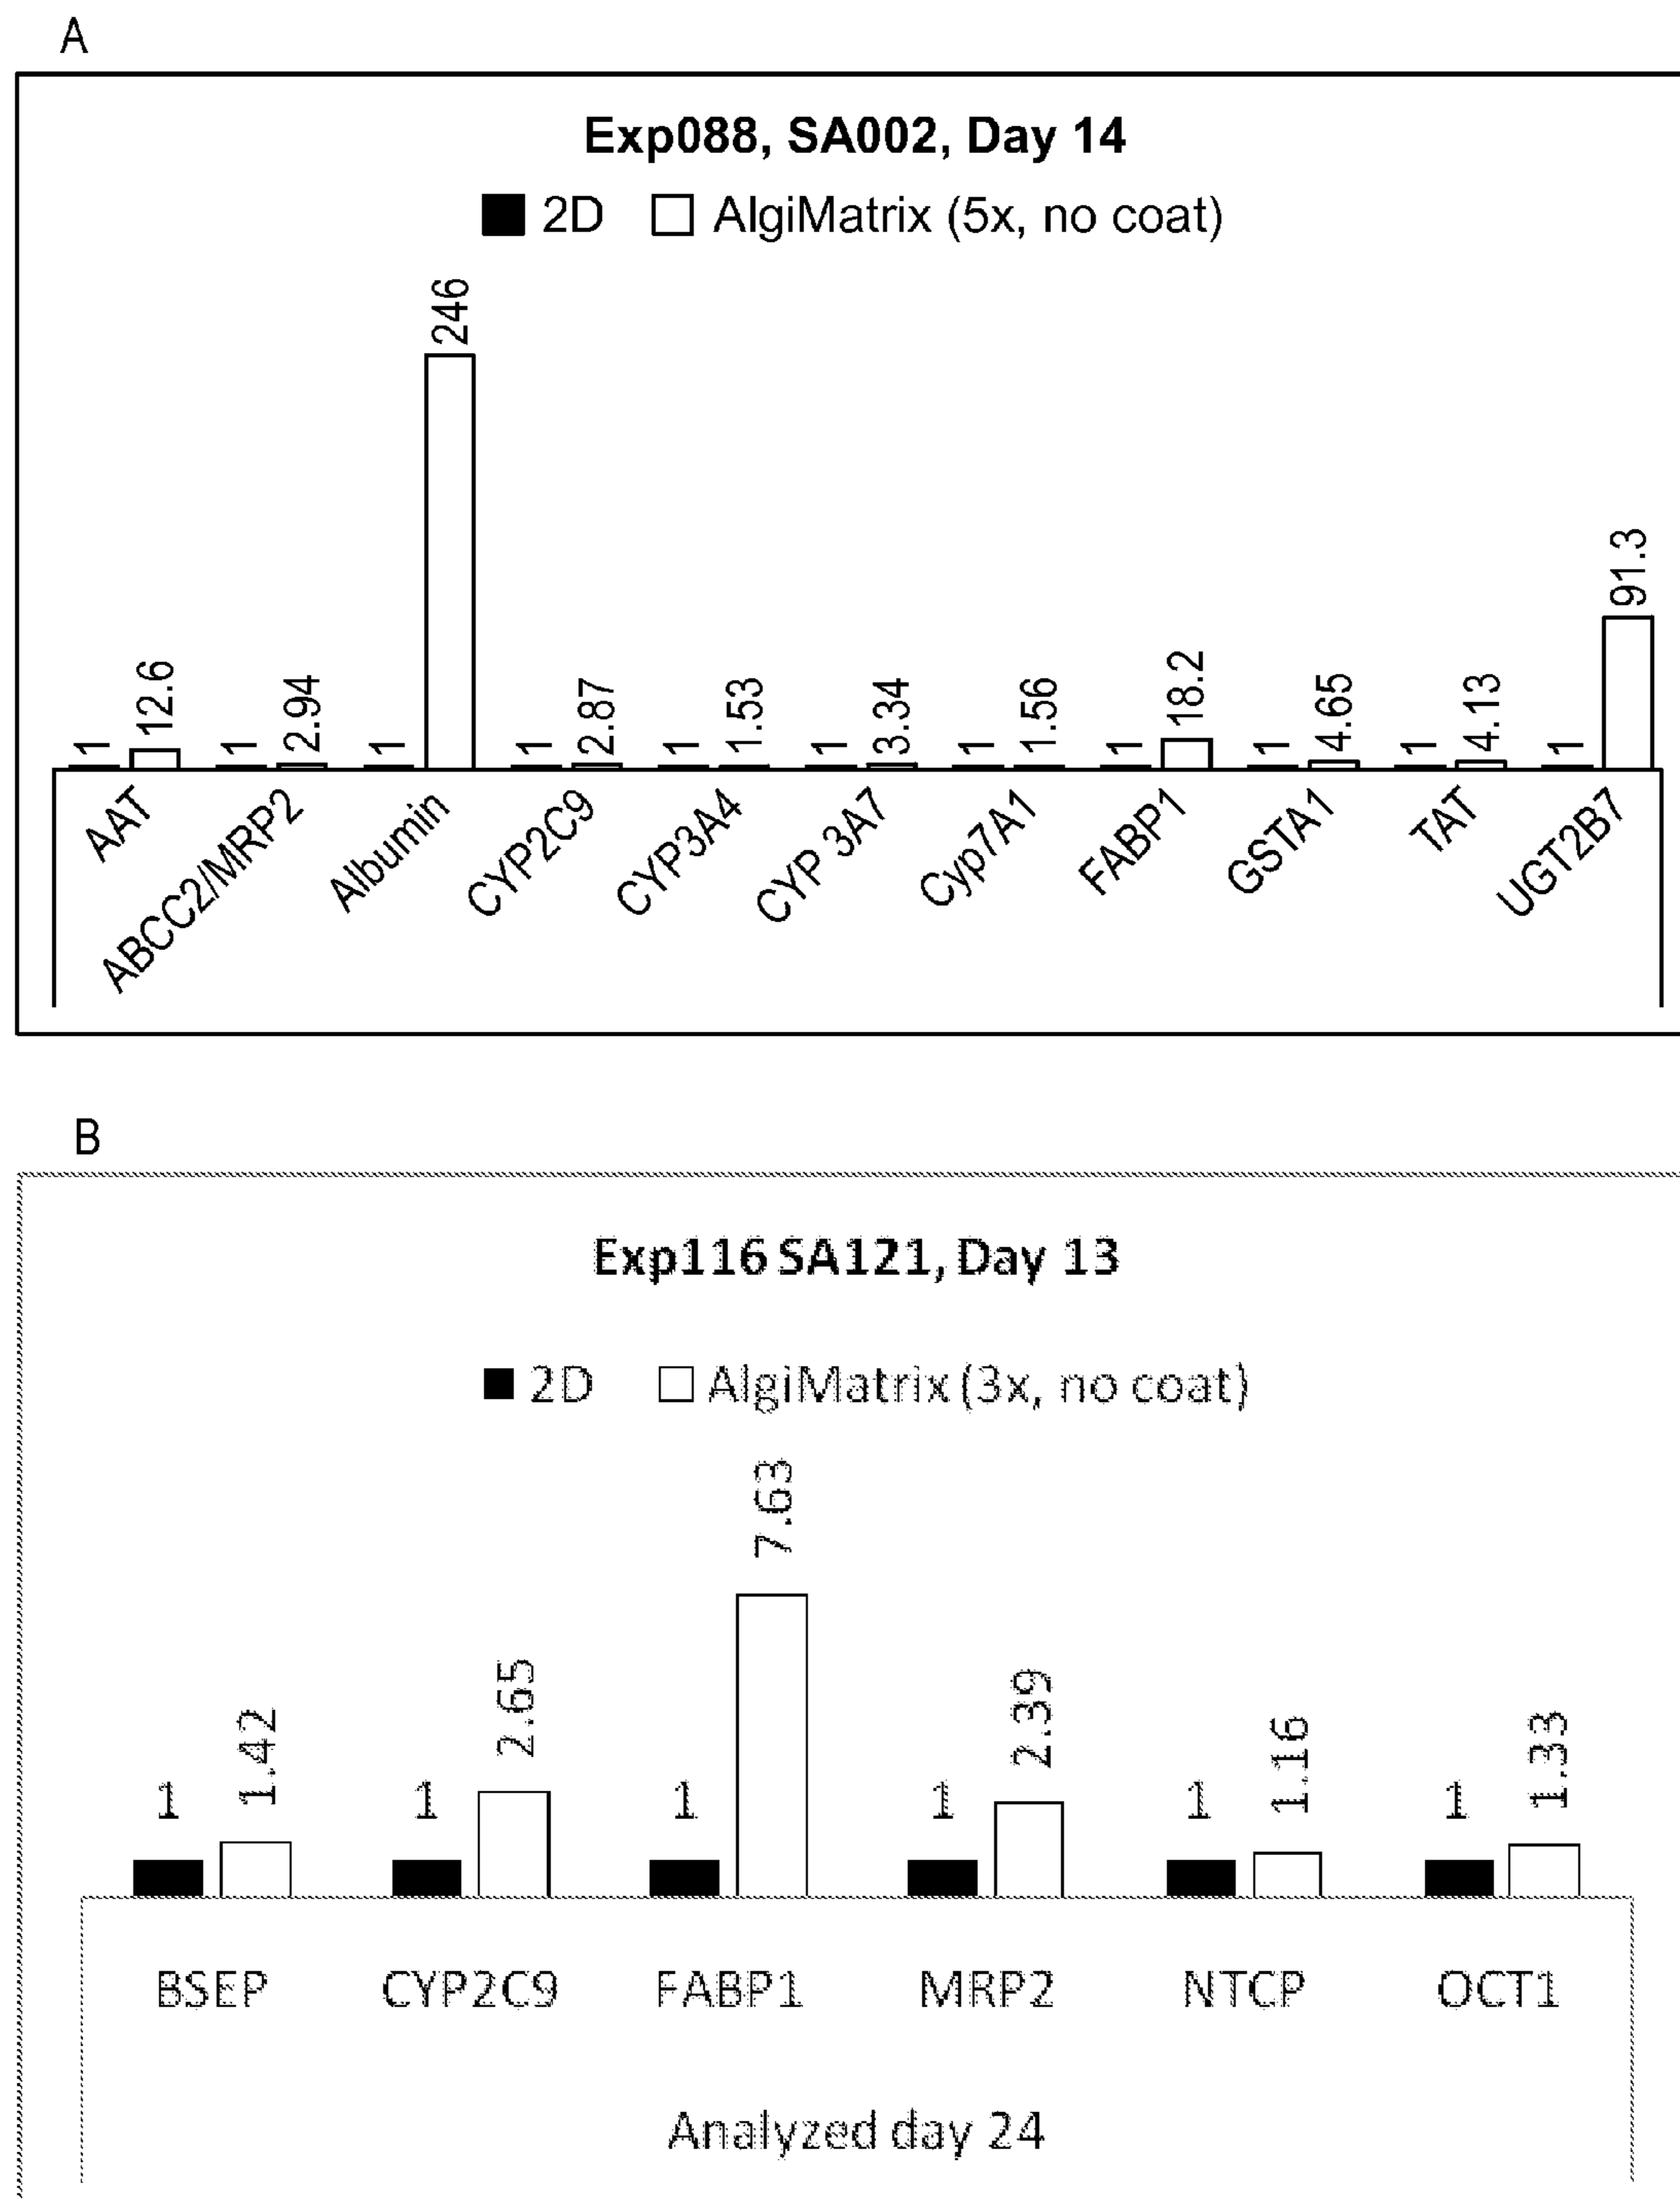 A
Exp088, SA002, Day 14
2D AlgiMatrix (5x, no coat)
1 12.6 1 2.94 1 246 1 2.87 1 1.53 1 3.34 1 1.56 1 18.2 1 4.65 1 4.13 1 91.3
AAT ABCC2/MRP2 Albumin CYP2C9 CYP3A4 CYP 3A7 Cyp7A1 FABP1 GSTA1 TAT UGT2B7
B
Exp116 SA121, Day 13
2D AlgiMatrix (3x, no coat)
1 1.42 1 2.65 1 7.63 1 2.39 1 1.16 1 1.33
BSEP CYP2C9 FABP1 MRP2 NTCP OCT1
Analyzed day 24